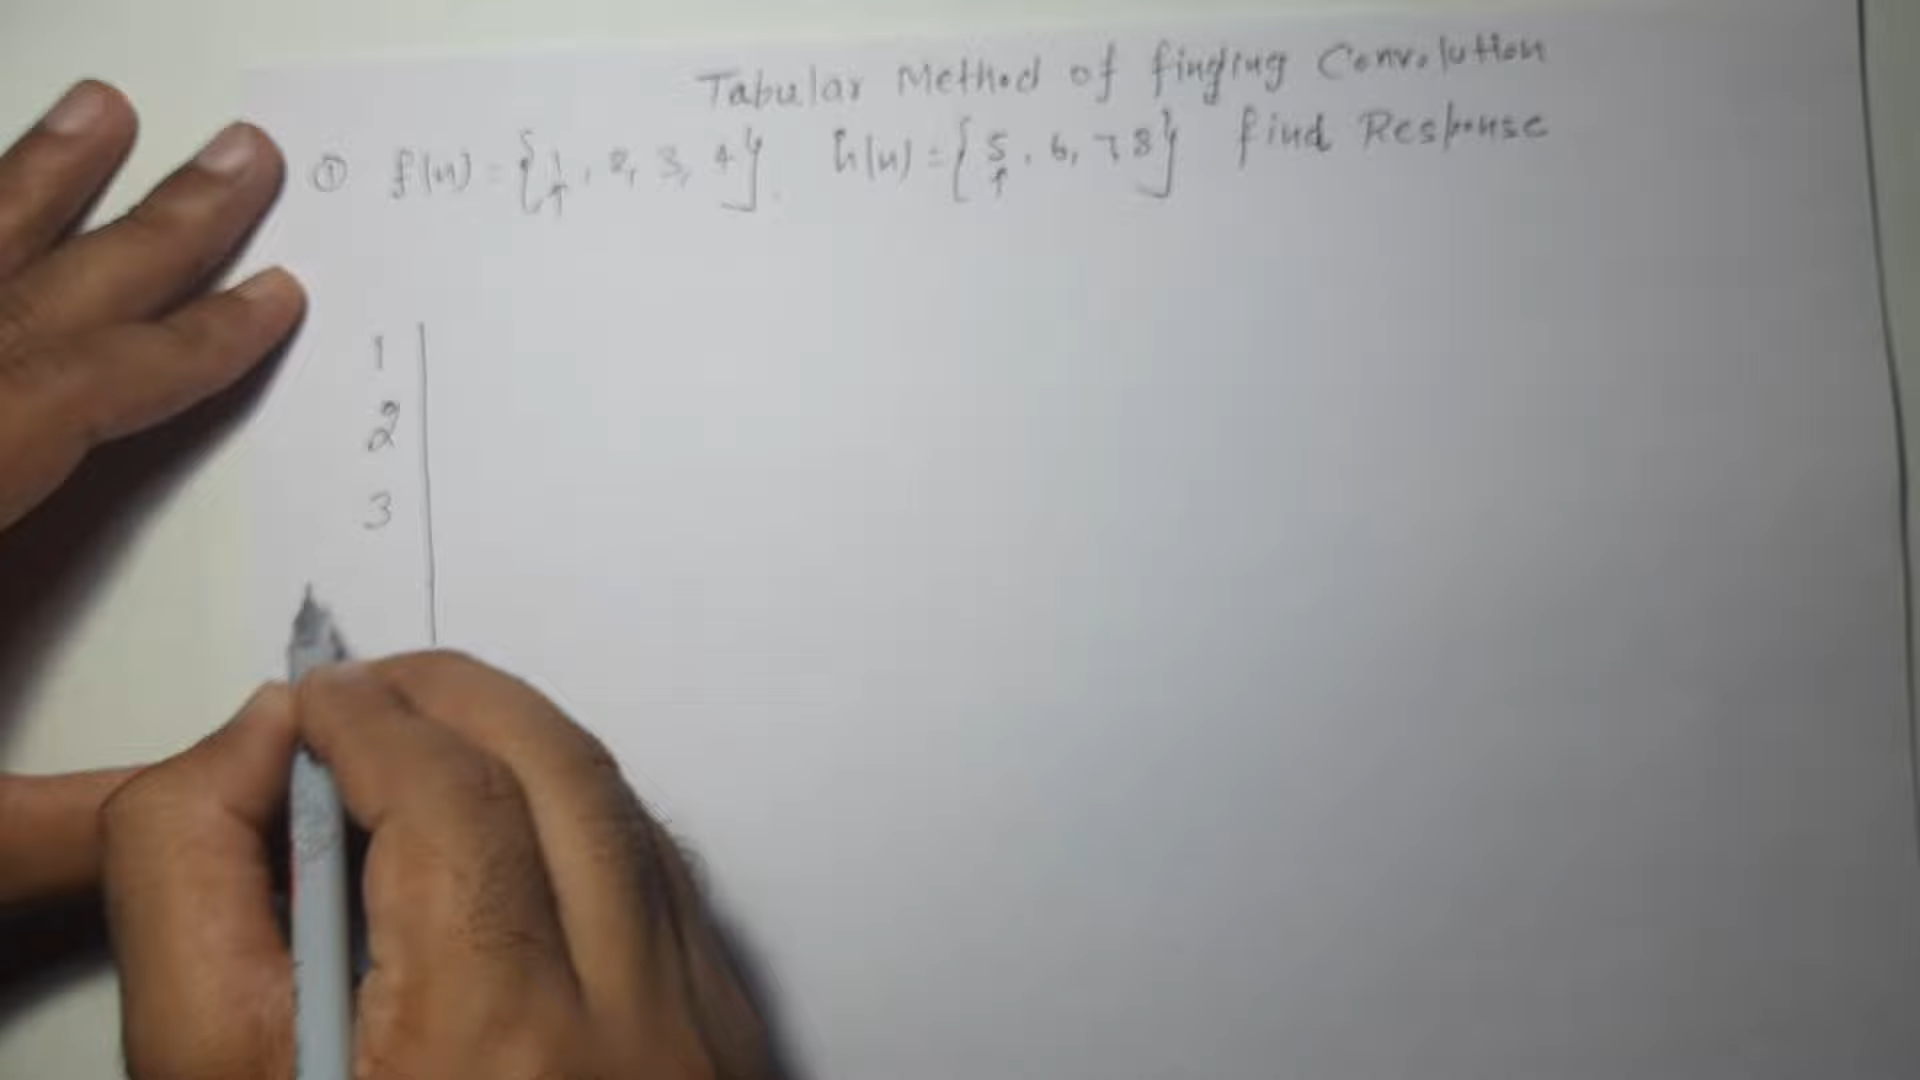 Tabular Method of finding Convolution
① f(n) = {1, 2, 3, 4}. h(n) = {5, 6, 7 8} find Response
↑ ↑
1
2
3